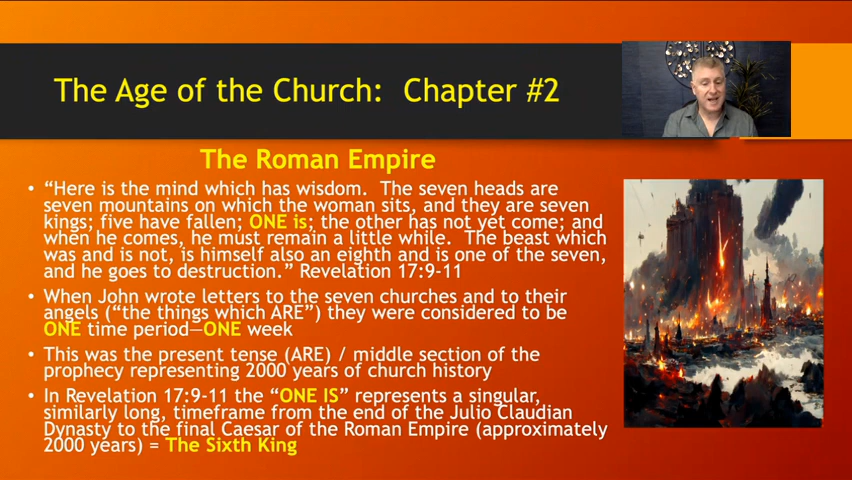 The Age of the Church:  Chapter #2
The Roman Empire
• “Here is the mind which has wisdom.  The seven heads are
seven mountains on which the woman sits, and they are seven
kings; five have fallen; ONE is; the other has not yet come; and
when he comes, he must remain a little while.  The beast which
was and is not, is himself also an eighth and is one of the seven,
and he goes to destruction.” Revelation 17:9-11
• When John wrote letters to the seven churches and to their
angels (“the things which ARE”) they were considered to be
ONE time period—ONE week
• This was the present tense (ARE) / middle section of the
prophecy representing 2000 years of church history
• In Revelation 17:9-11 the “ONE IS” represents a singular,
similarly long, timeframe from the end of the Julio Claudian
Dynasty to the final Caesar of the Roman Empire (approximately
2000 years) = The Sixth King